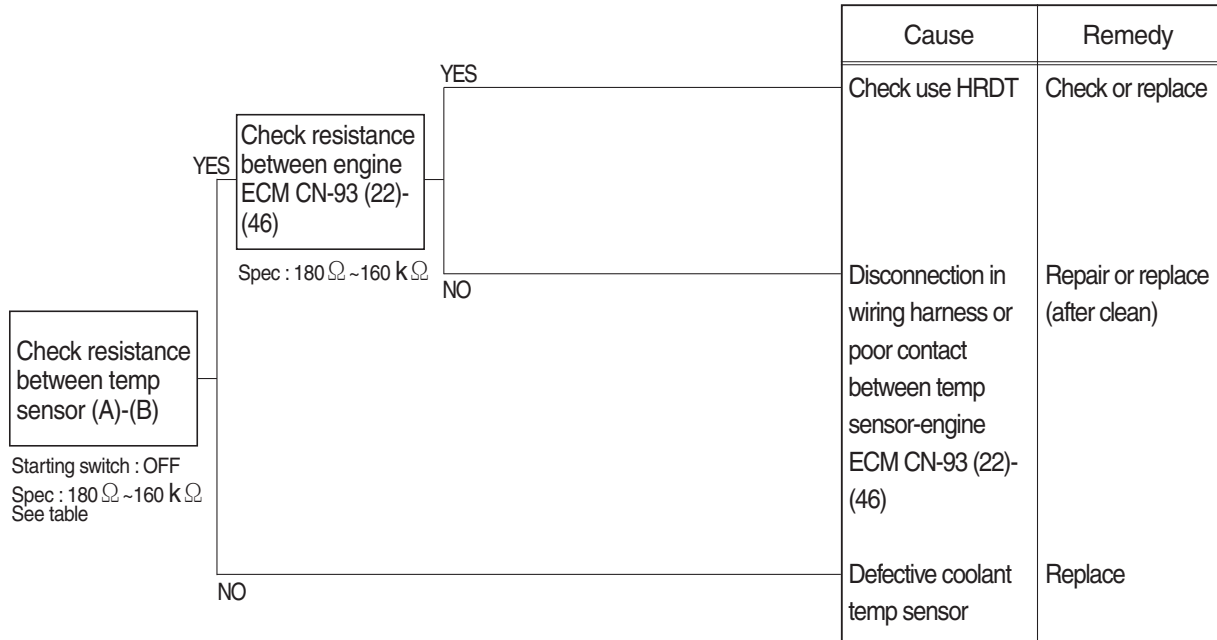 Cause
Remedy
YES
Check use HRDT
Check or replace
Check resistance
between engine
ECM CN-93 (22)-
(46)
YES
Spec : 180 Ω ~160 kΩ
NO
Disconnection in
wiring harness or
poor contact
between temp
sensor-engine
ECM CN-93 (22)-
(46)
Repair or replace
(after clean)
Check resistance
between temp
sensor (A)-(B)
Starting switch : OFF
Spec : 180 Ω ~160 kΩ
See table
NO
Defective coolant
temp sensor
Replace